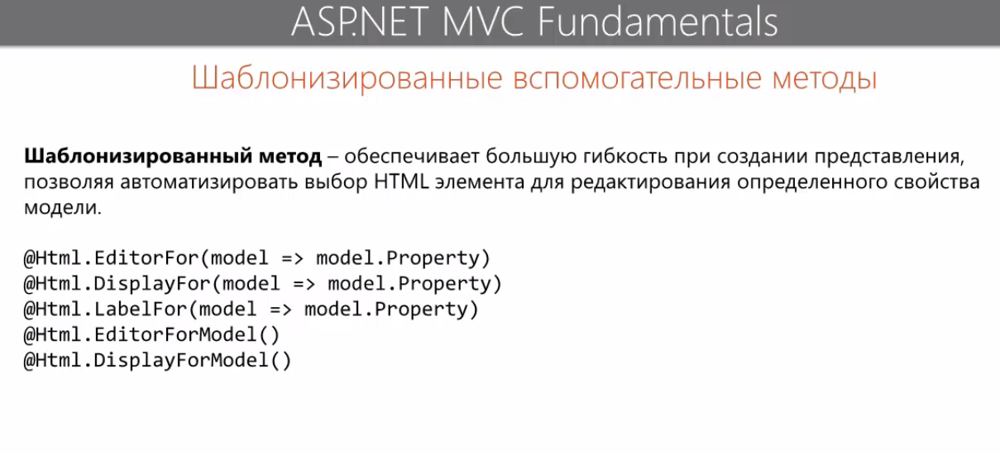 ASP.NET MVC Fundamentals
Шаблонизированные вспомогательные методы
Шаблонизированный метод – обеспечивает большую гибкость при создании представления,
позволяя автоматизировать выбор HTML элемента для редактирования определенного свойства
модели.
@Html.EditorFor(model => model.Property)
@Html.DisplayFor(model => model.Property)
@Html.LabelFor(model => model.Property)
@Html.EditorForModel()
@Html.DisplayForModel()